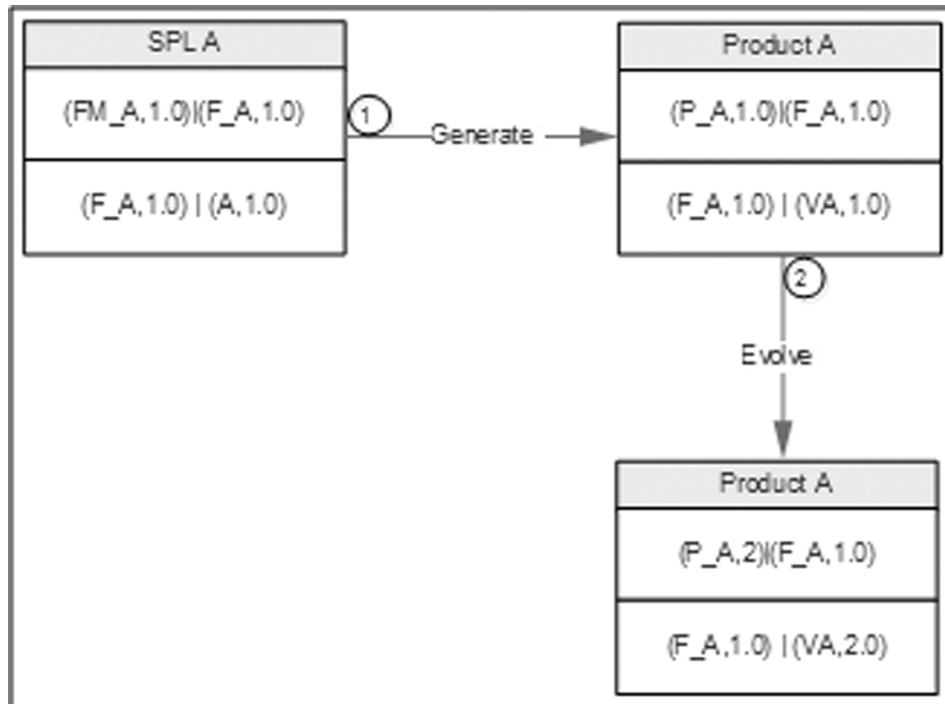 SPL A
(FM_A,1.0)|(F_A,1.0)
(F_A,1.0) | (A,1.0)
1
Generate
Product A
(P_A,1.0)|(F_A,1.0)
(F_A,1.0) | (VA,1.0)
2
Evolve
Product A
(P_A,2)|(F_A,1.0)
(F_A,1.0) | (VA,2.0)